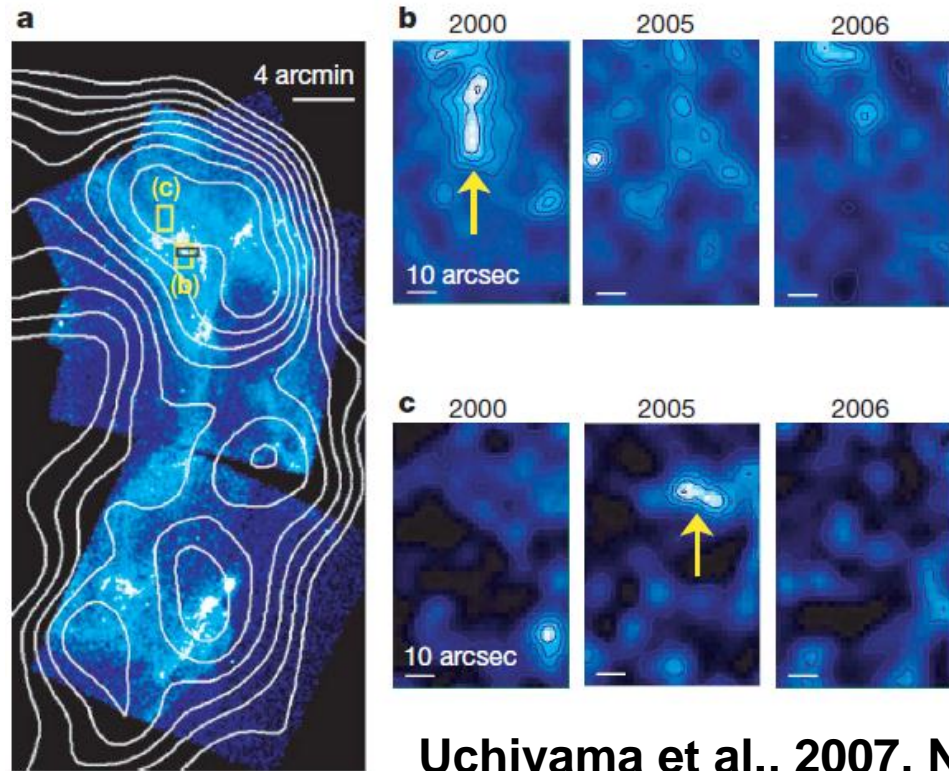 a
4 arcmin
(c)
(b)
b
2000
2005
2006
10 arcsec
c
2000
2005
2006
10 arcsec
Uchiyama et al., 2007, N